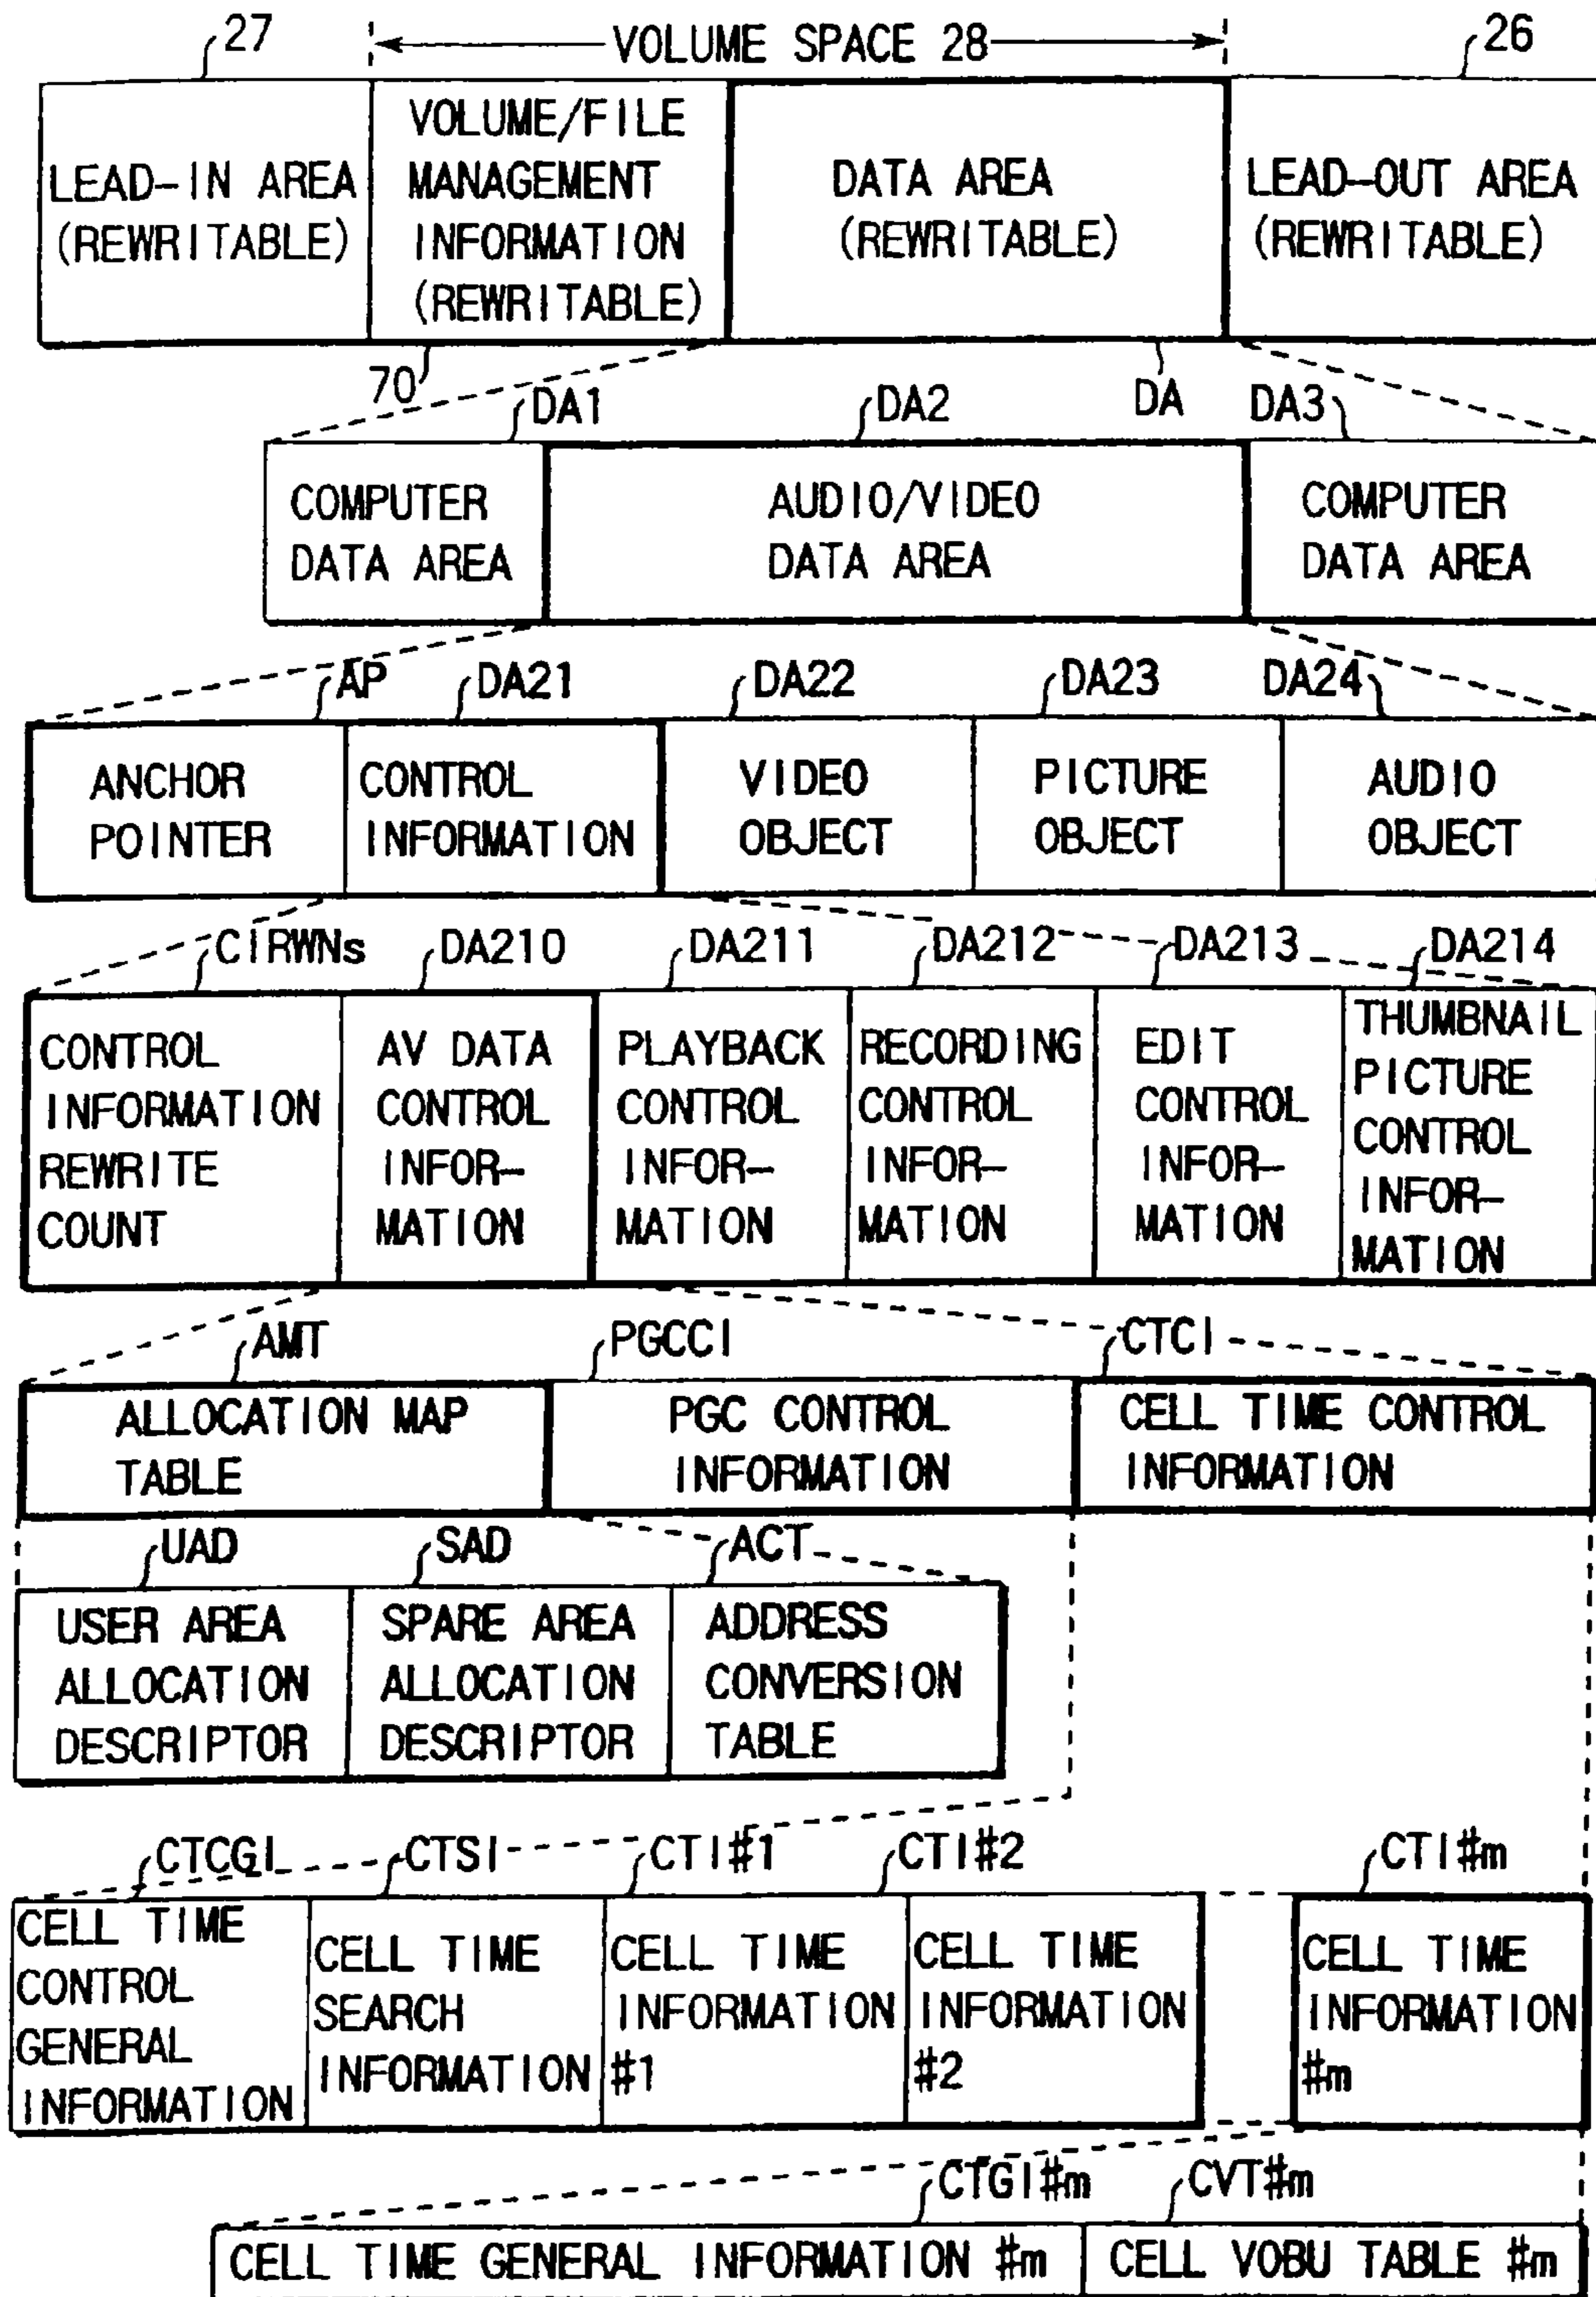 27
VOLUME SPACE 28
26
LEAD-IN AREA
(REWRITABLE)
VOLUME/FILE
MANAGEMENT
INFORMATION
(REWRITABLE)
DATA AREA
(REWRITABLE)
LEAD-OUT AREA
(REWRITABLE)
70
DA
DA1
DA2
DA3
COMPUTER
DATA AREA
AUDIO/VIDEO
DATA AREA
COMPUTER
DATA AREA
AP
DA21
DA22
DA23
DA24
ANCHOR
POINTER
CONTROL
INFORMATION
VIDEO
OBJECT
PICTURE
OBJECT
AUDIO
OBJECT
CIRWNs
DA210
DA211
DA212
DA213
DA214
CONTROL
INFORMATION
REWRITE
COUNT
AV DATA
CONTROL
INFOR-
MATION
PLAYBACK
CONTROL
INFOR-
MATION
RECORDING
CONTROL
INFOR-
MATION
EDIT
CONTROL
INFOR-
MATION
THUMBNAIL
PICTURE
CONTROL
INFOR-
MATION
AMT
PGCCI
CTCI
ALLOCATION MAP
TABLE
PGC CONTROL
INFORMATION
CELL TIME CONTROL
INFORMATION
UAD
SAD
ACT
USER AREA
ALLOCATION
DESCRIPTOR
SPARE AREA
ALLOCATION
DESCRIPTOR
ADDRESS
CONVERSION
TABLE
CTCGI
CTSI
CTI#1
CTI#2
CTI#m
CELL TIME
CONTROL
GENERAL
INFORMATION
CELL TIME
SEARCH
INFORMATION
CELL TIME
INFORMATION
#1
CELL TIME
INFORMATION
#2
CELL TIME
INFORMATION
#m
CTGI#m
CVT#m
CELL TIME GENERAL INFORMATION #m
CELL VOBU TABLE #m